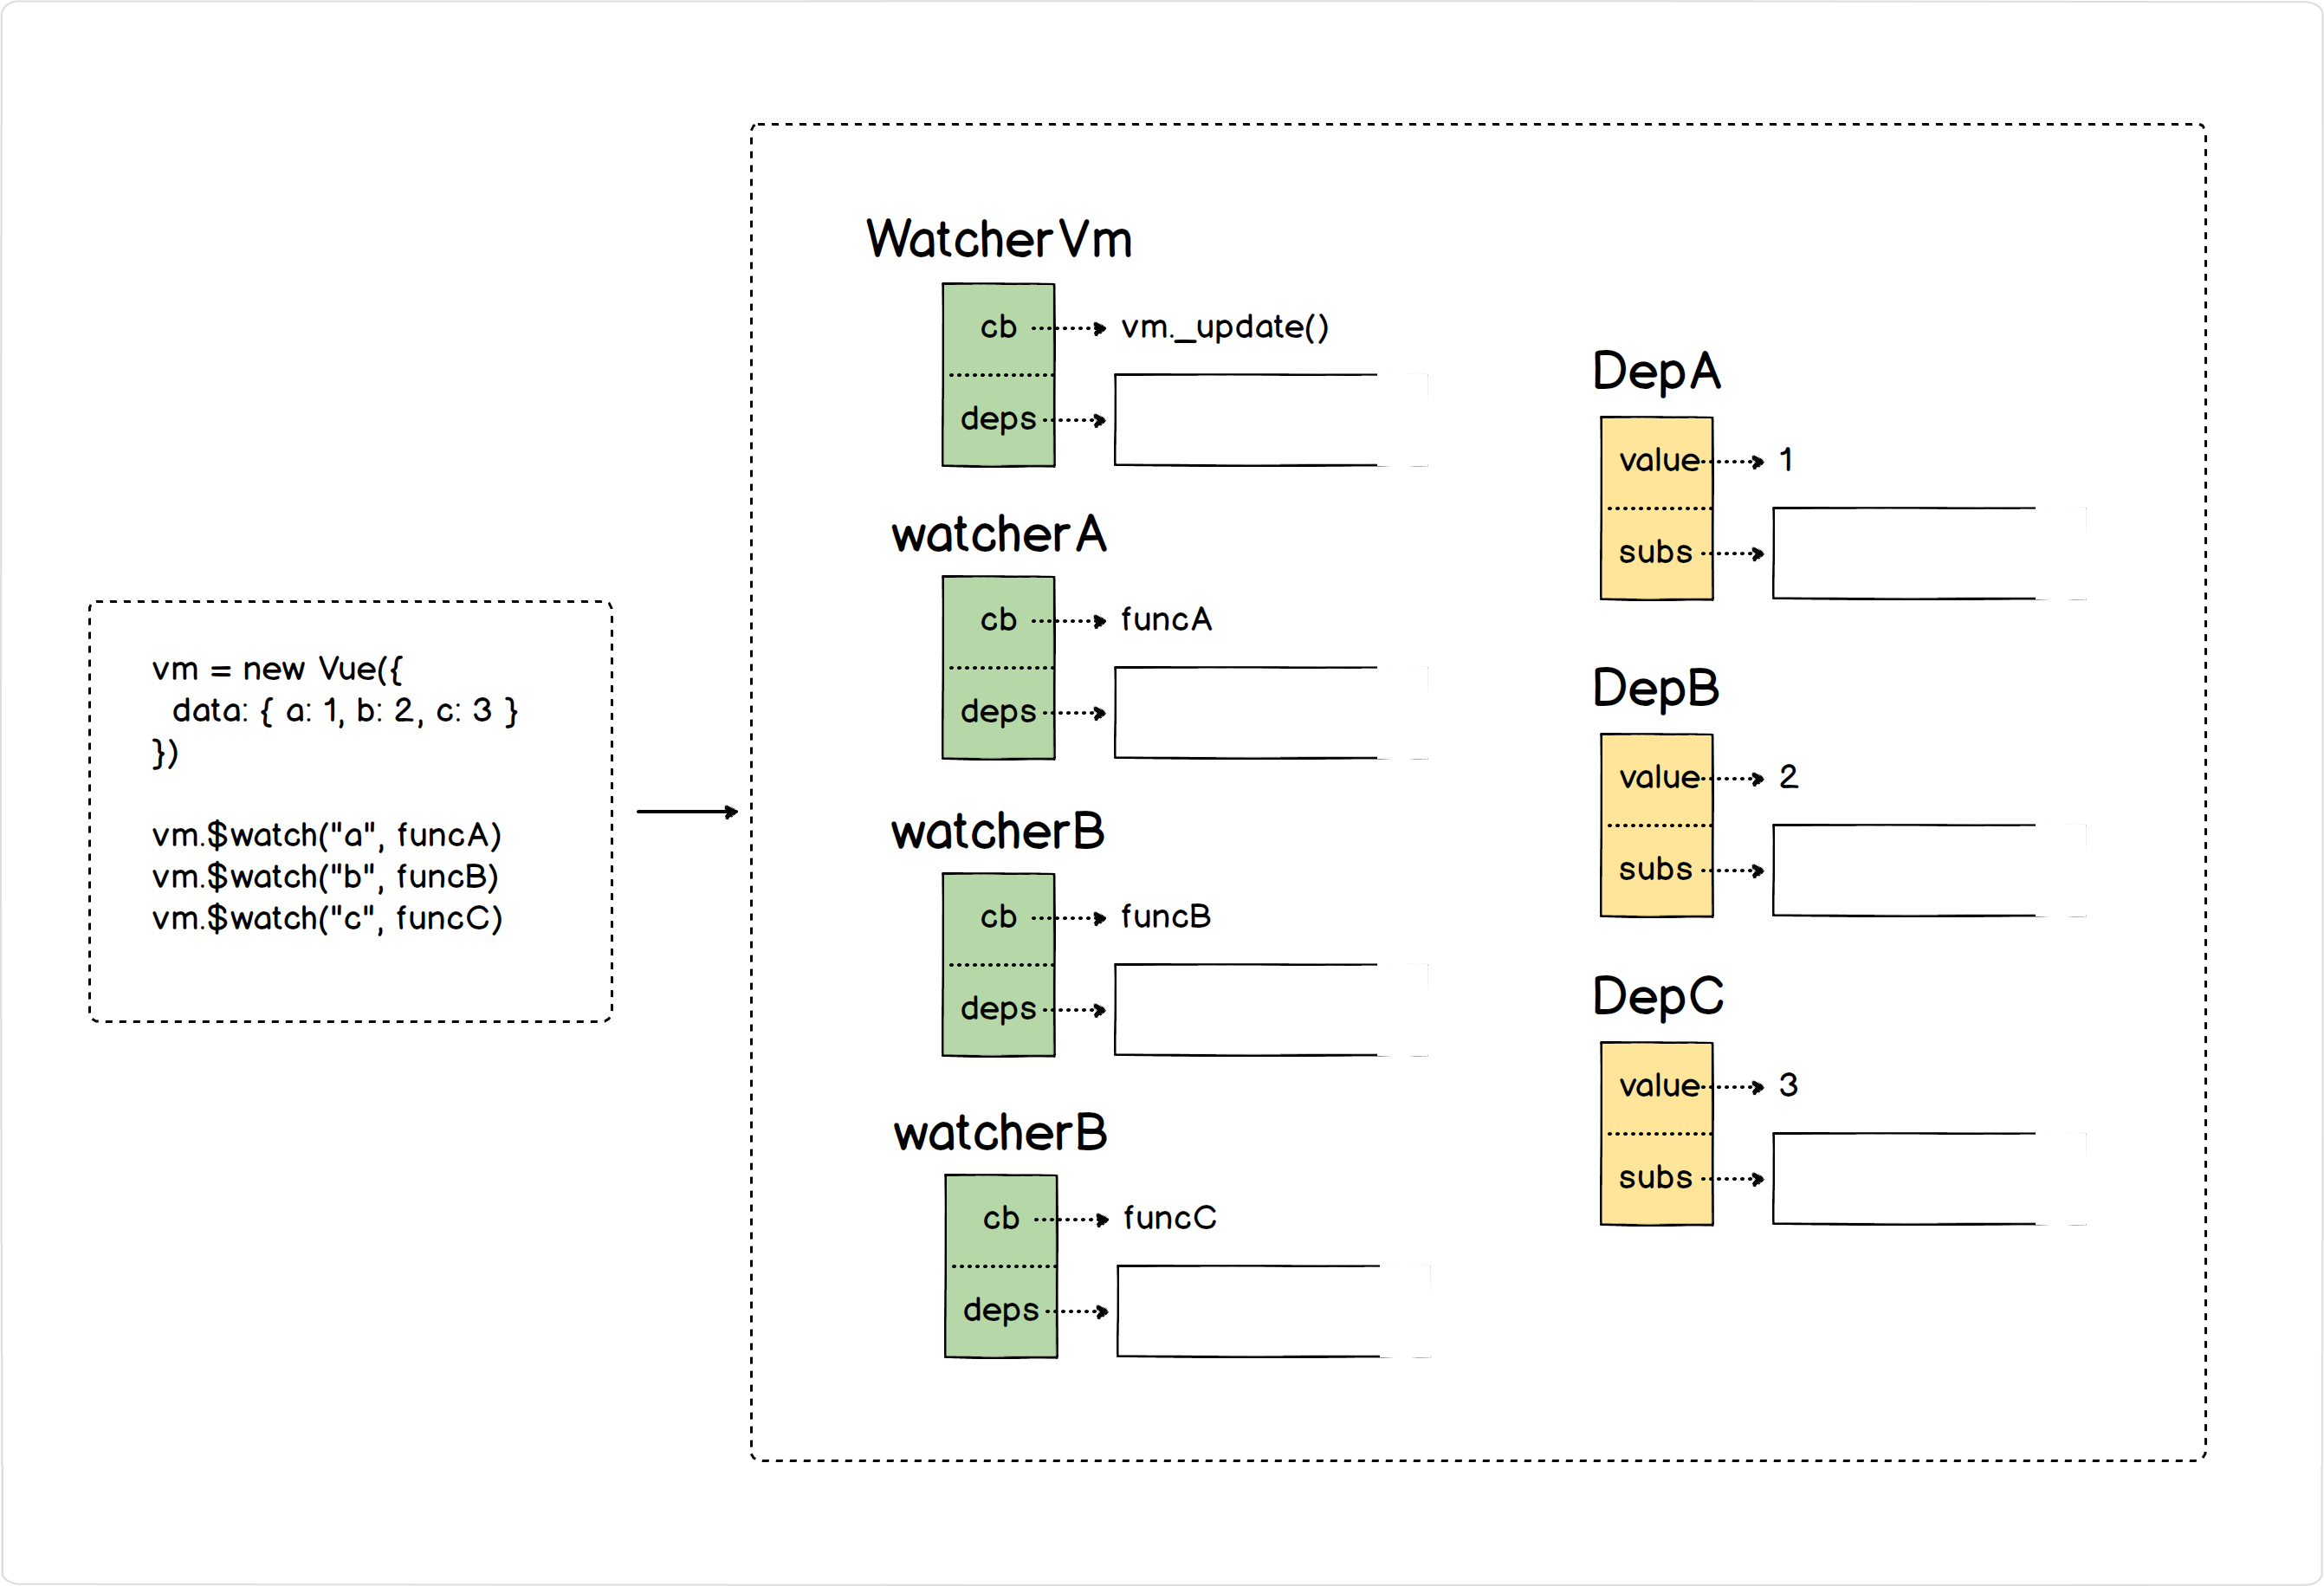 vm = new Vue({
  data: { a: 1, b: 2, c: 3 }
})
vm.$watch("a", funcA)
vm.$watch("b", funcB)
vm.$watch("c", funcC)
WatcherVm
cb
vm._update()
deps
watcherA
cb
funcA
deps
watcherB
cb
funcB
deps
watcherB
cb
funcC
deps
DepA
value
1
subs
DepB
value
2
subs
DepC
value
3
subs